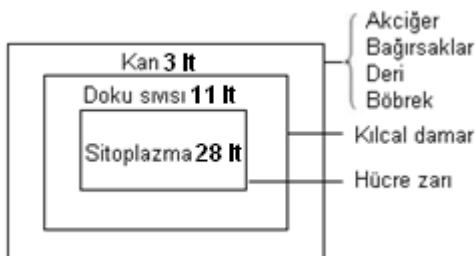 Akciğer
Bağırsaklar
Deri
Böbrek
Kan 3 lt
Doku sıvısı 11 lt
Kılcal damar
Sitoplazma 28 lt
Hücre zarı